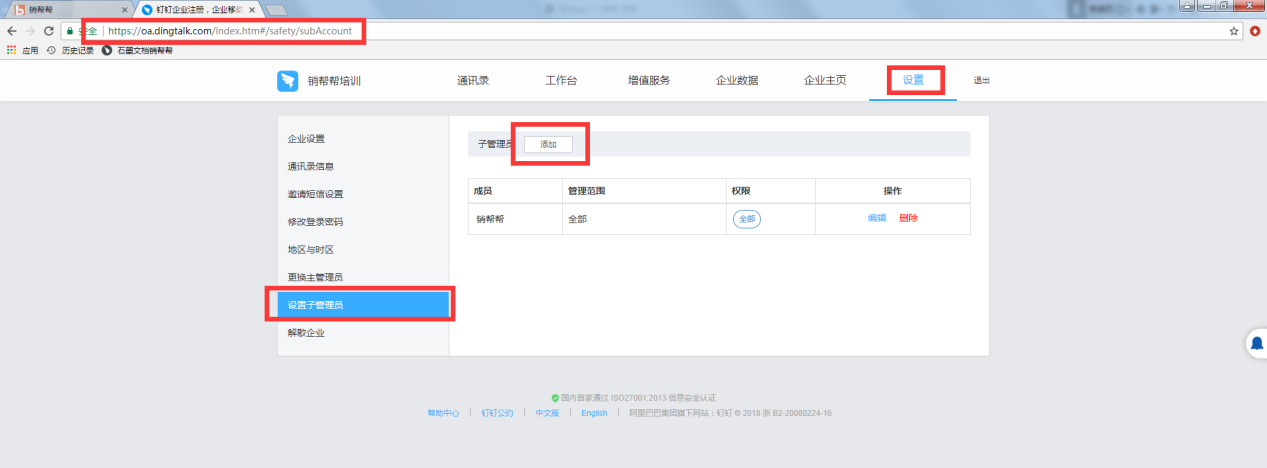 销帮帮
钉钉企业注册，企业移动
安全 https://oa.dingtalk.com/index.htm#/safety/subAccount
应用 历史记录 石墨文档销帮帮
销帮帮培训 通讯录 工作台 增值服务 企业数据 企业主页 设置 退出
企业设置
通讯录信息
邀请短信设置
修改登录密码
地区与时区
更换主管理员
设置子管理员
解散企业
子管理员 添加
成员 管理范围 权限 操作
销帮帮 全部 全部 编辑 删除
国内首家通过 ISO27001:2013 信息安全认证
帮助中心 | 钉钉公约 | 中文版 | English | 阿里巴巴集团旗下网站：钉钉 © 2018 浙 B2-20080224-16